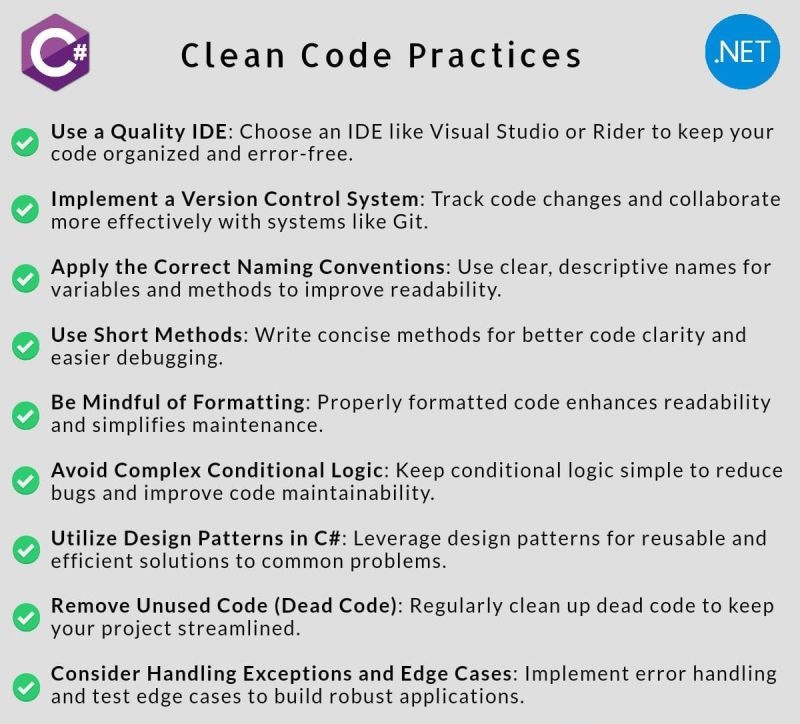 C#
Clean Code Practices
.NET
Use a Quality IDE: Choose an IDE like Visual Studio or Rider to keep your
code organized and error-free.
Implement a Version Control System: Track code changes and collaborate
more effectively with systems like Git.
Apply the Correct Naming Conventions: Use clear, descriptive names for
variables and methods to improve readability.
Use Short Methods: Write concise methods for better code clarity and
easier debugging.
Be Mindful of Formatting: Properly formatted code enhances readability
and simplifies maintenance.
Avoid Complex Conditional Logic: Keep conditional logic simple to reduce
bugs and improve code maintainability.
Utilize Design Patterns in C#: Leverage design patterns for reusable and
efficient solutions to common problems.
Remove Unused Code (Dead Code): Regularly clean up dead code to keep
your project streamlined.
Consider Handling Exceptions and Edge Cases: Implement error handling
and test edge cases to build robust applications.